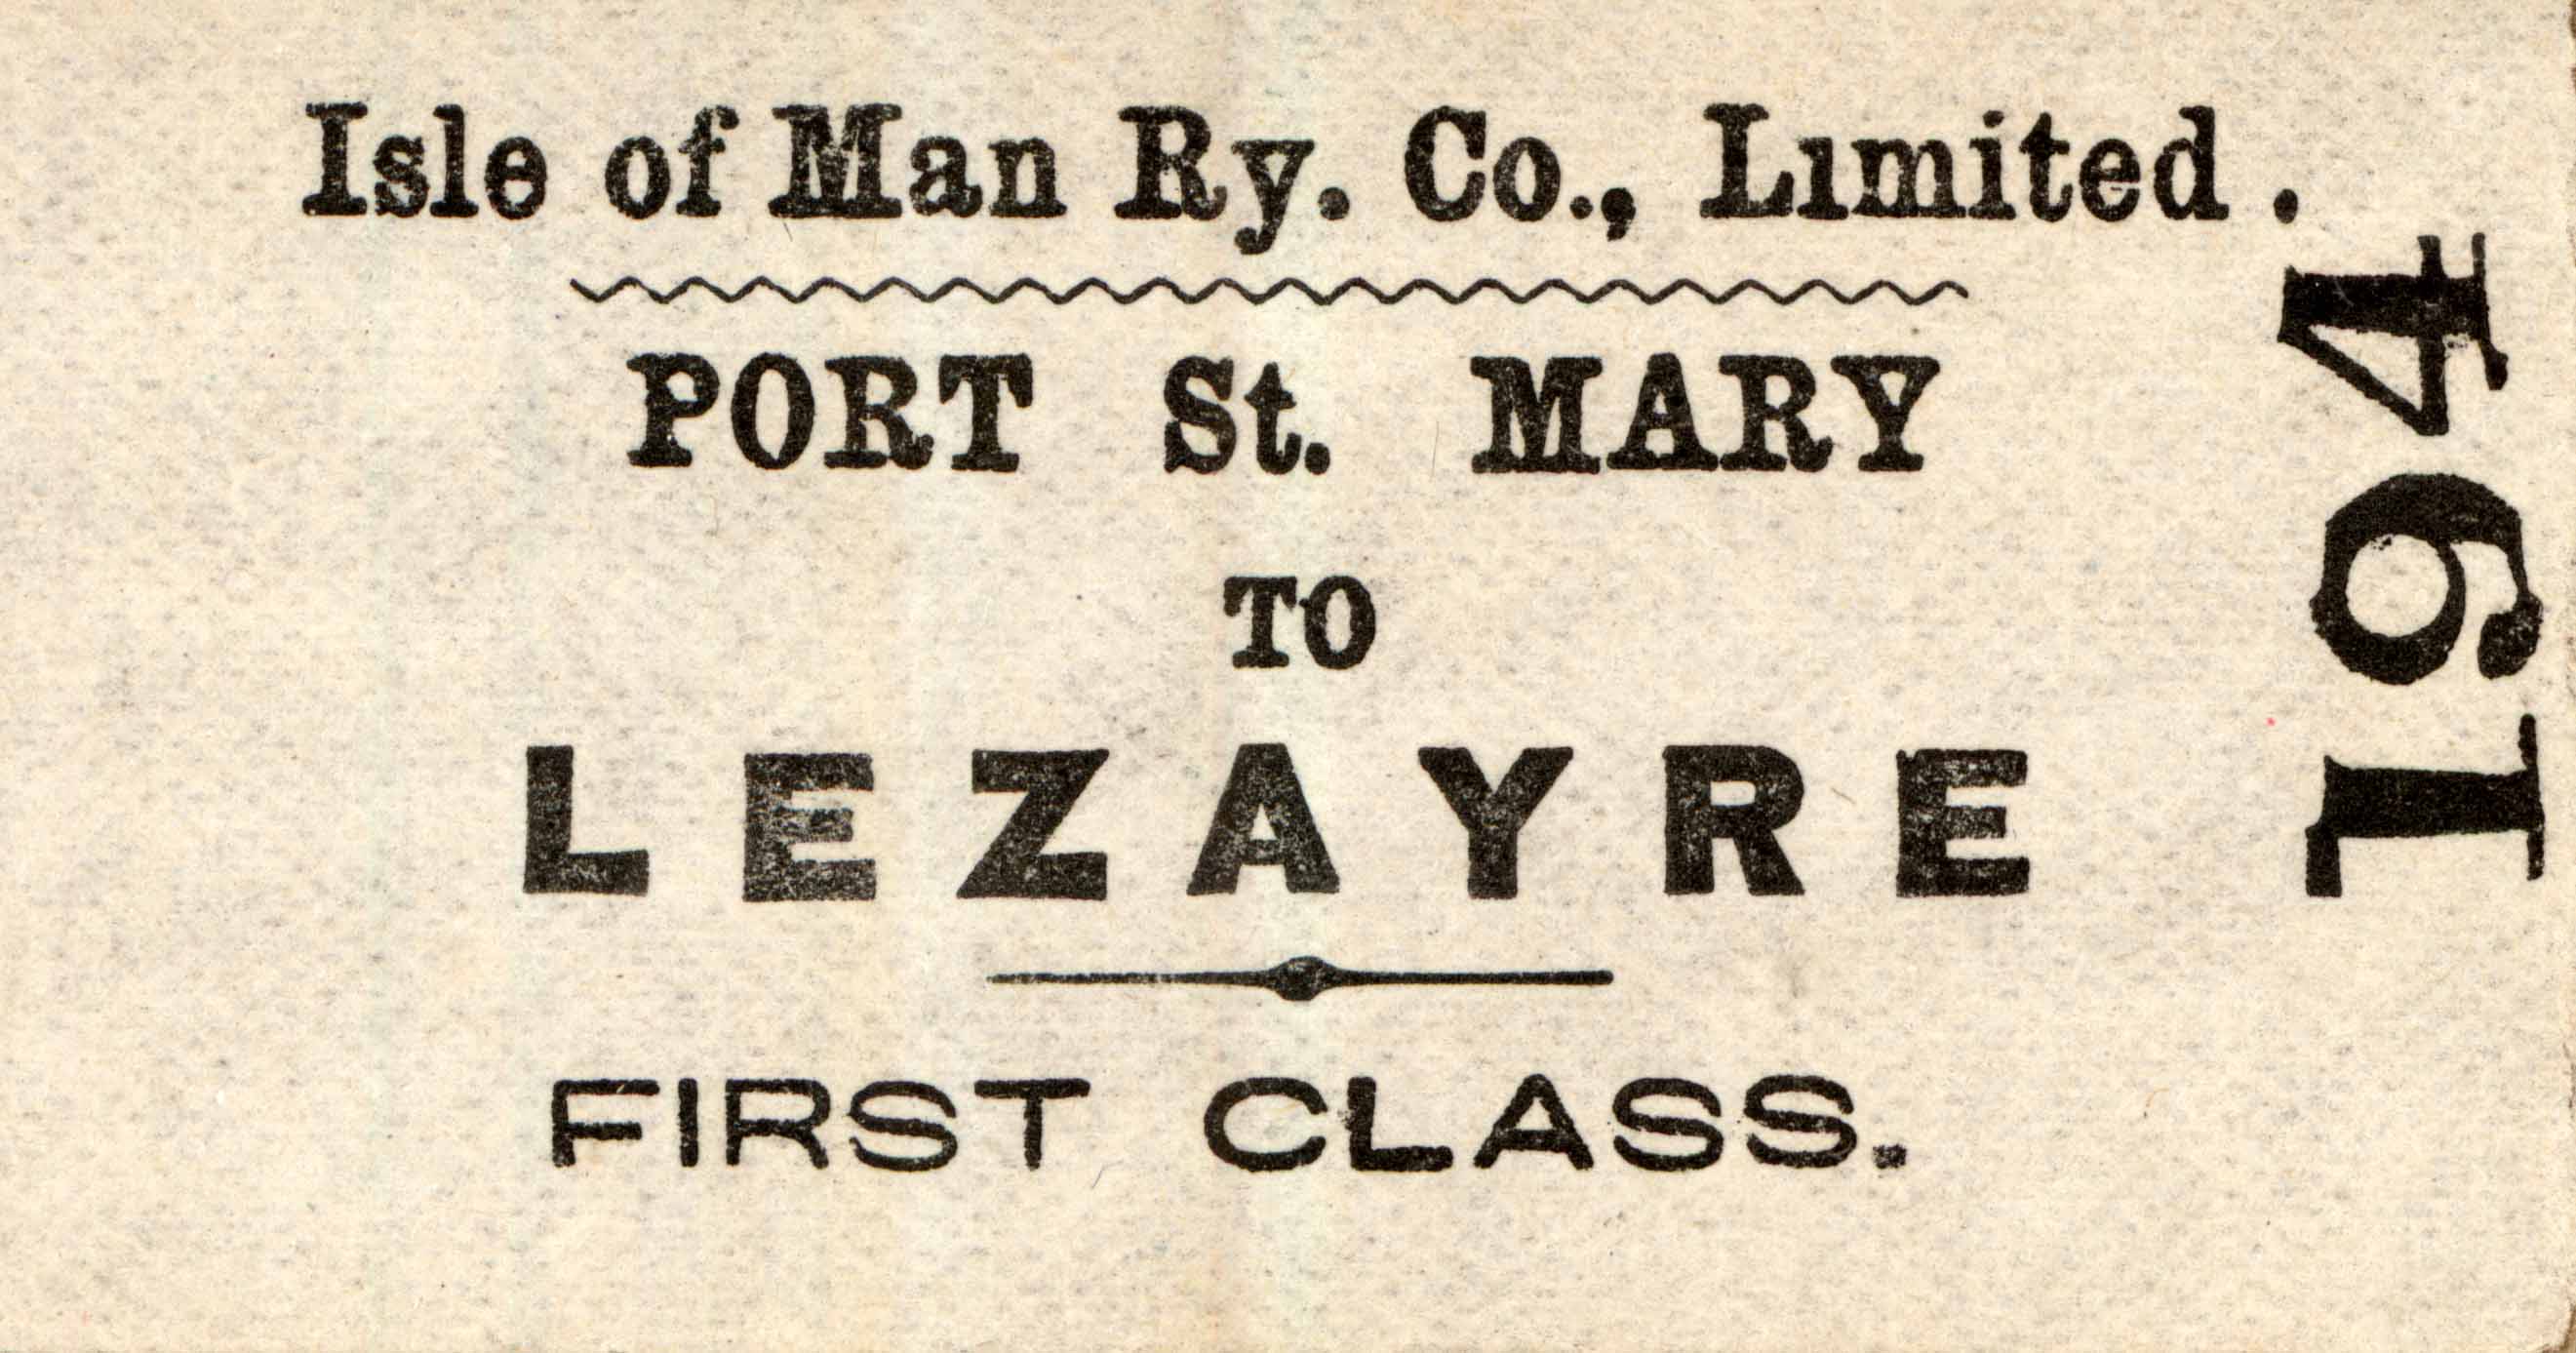 Isle of Man Ry. Co., Limited.
PORT St. MARY
TO
LEZAYRE
FIRST CLASS.
194